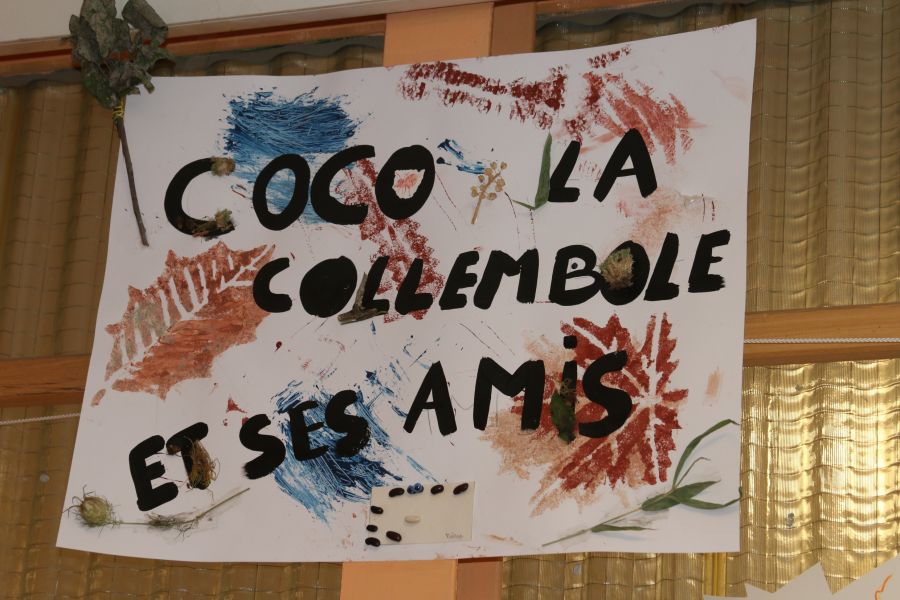 COCO LA
COLLEMBOLE
ET SES AMiS